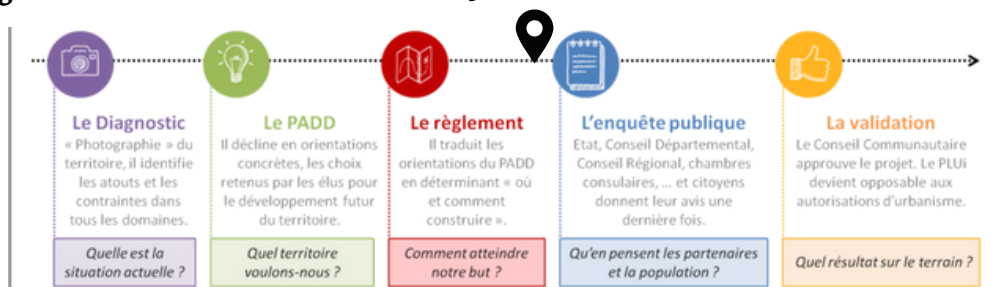 Le Diagnostic
« Photographie » du
territoire, il identifie
les atouts et les
contraintes dans
tous les domaines.
Quelle est la
situation actuelle ?
Le PADD
Il décline en orientations
concrètes, les choix
retenus par les élus pour
le développement futur
du territoire.
Quel territoire
voulons-nous ?
Le règlement
Il traduit les
orientations du PADD
en déterminant « où
et comment
construire ».
Comment atteindre
notre but ?
L'enquête publique
Etat, Conseil Départemental,
Conseil Régional, chambres
consulaires, ... et citoyens
donnent leur avis une
dernière fois.
Qu'en pensent les partenaires
et la population ?
La validation
Le Conseil Communautaire
approuve le projet. Le PLUi
devient opposable aux
autorisations d'urbanisme.
Quel résultat sur le terrain ?